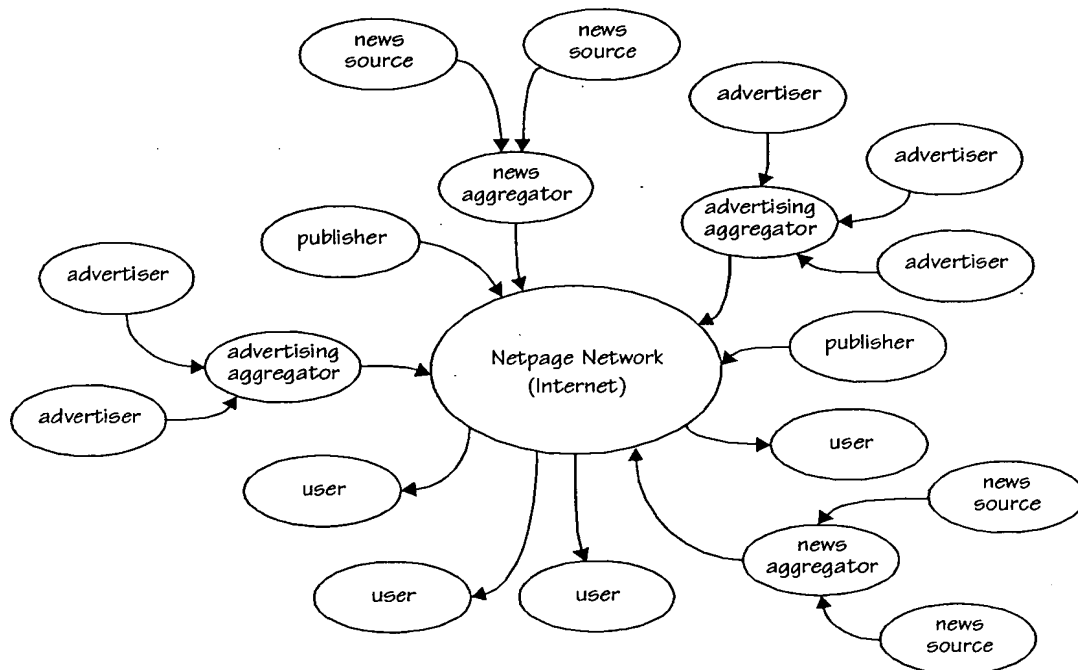 news
source
news
source
advertiser
advertiser
news
aggregator
advertising
aggregator
publisher
advertiser
advertiser
publisher
Netpage Network
(Internet)
advertising
aggregator
advertiser
user
user
news
source
news
aggregator
user
user
news
source